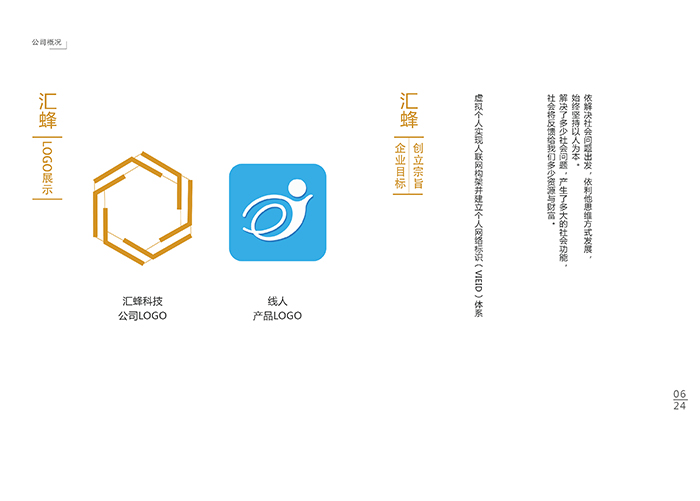 公司概况
汇蜂
LOGO展示
汇蜂科技
公司LOGO
线人
产品LOGO
汇蜂
创立宗旨
企业目标
虚拟个人实现人联网构架并建立个人网络标识（VIEID）体系
依解决社会问题出发，依利他思维方式发展，
始终坚持以人为本。
解决了多少社会问题，产生了多大的社会功能，
社会将反馈给我们多少资源与财富。
06
24